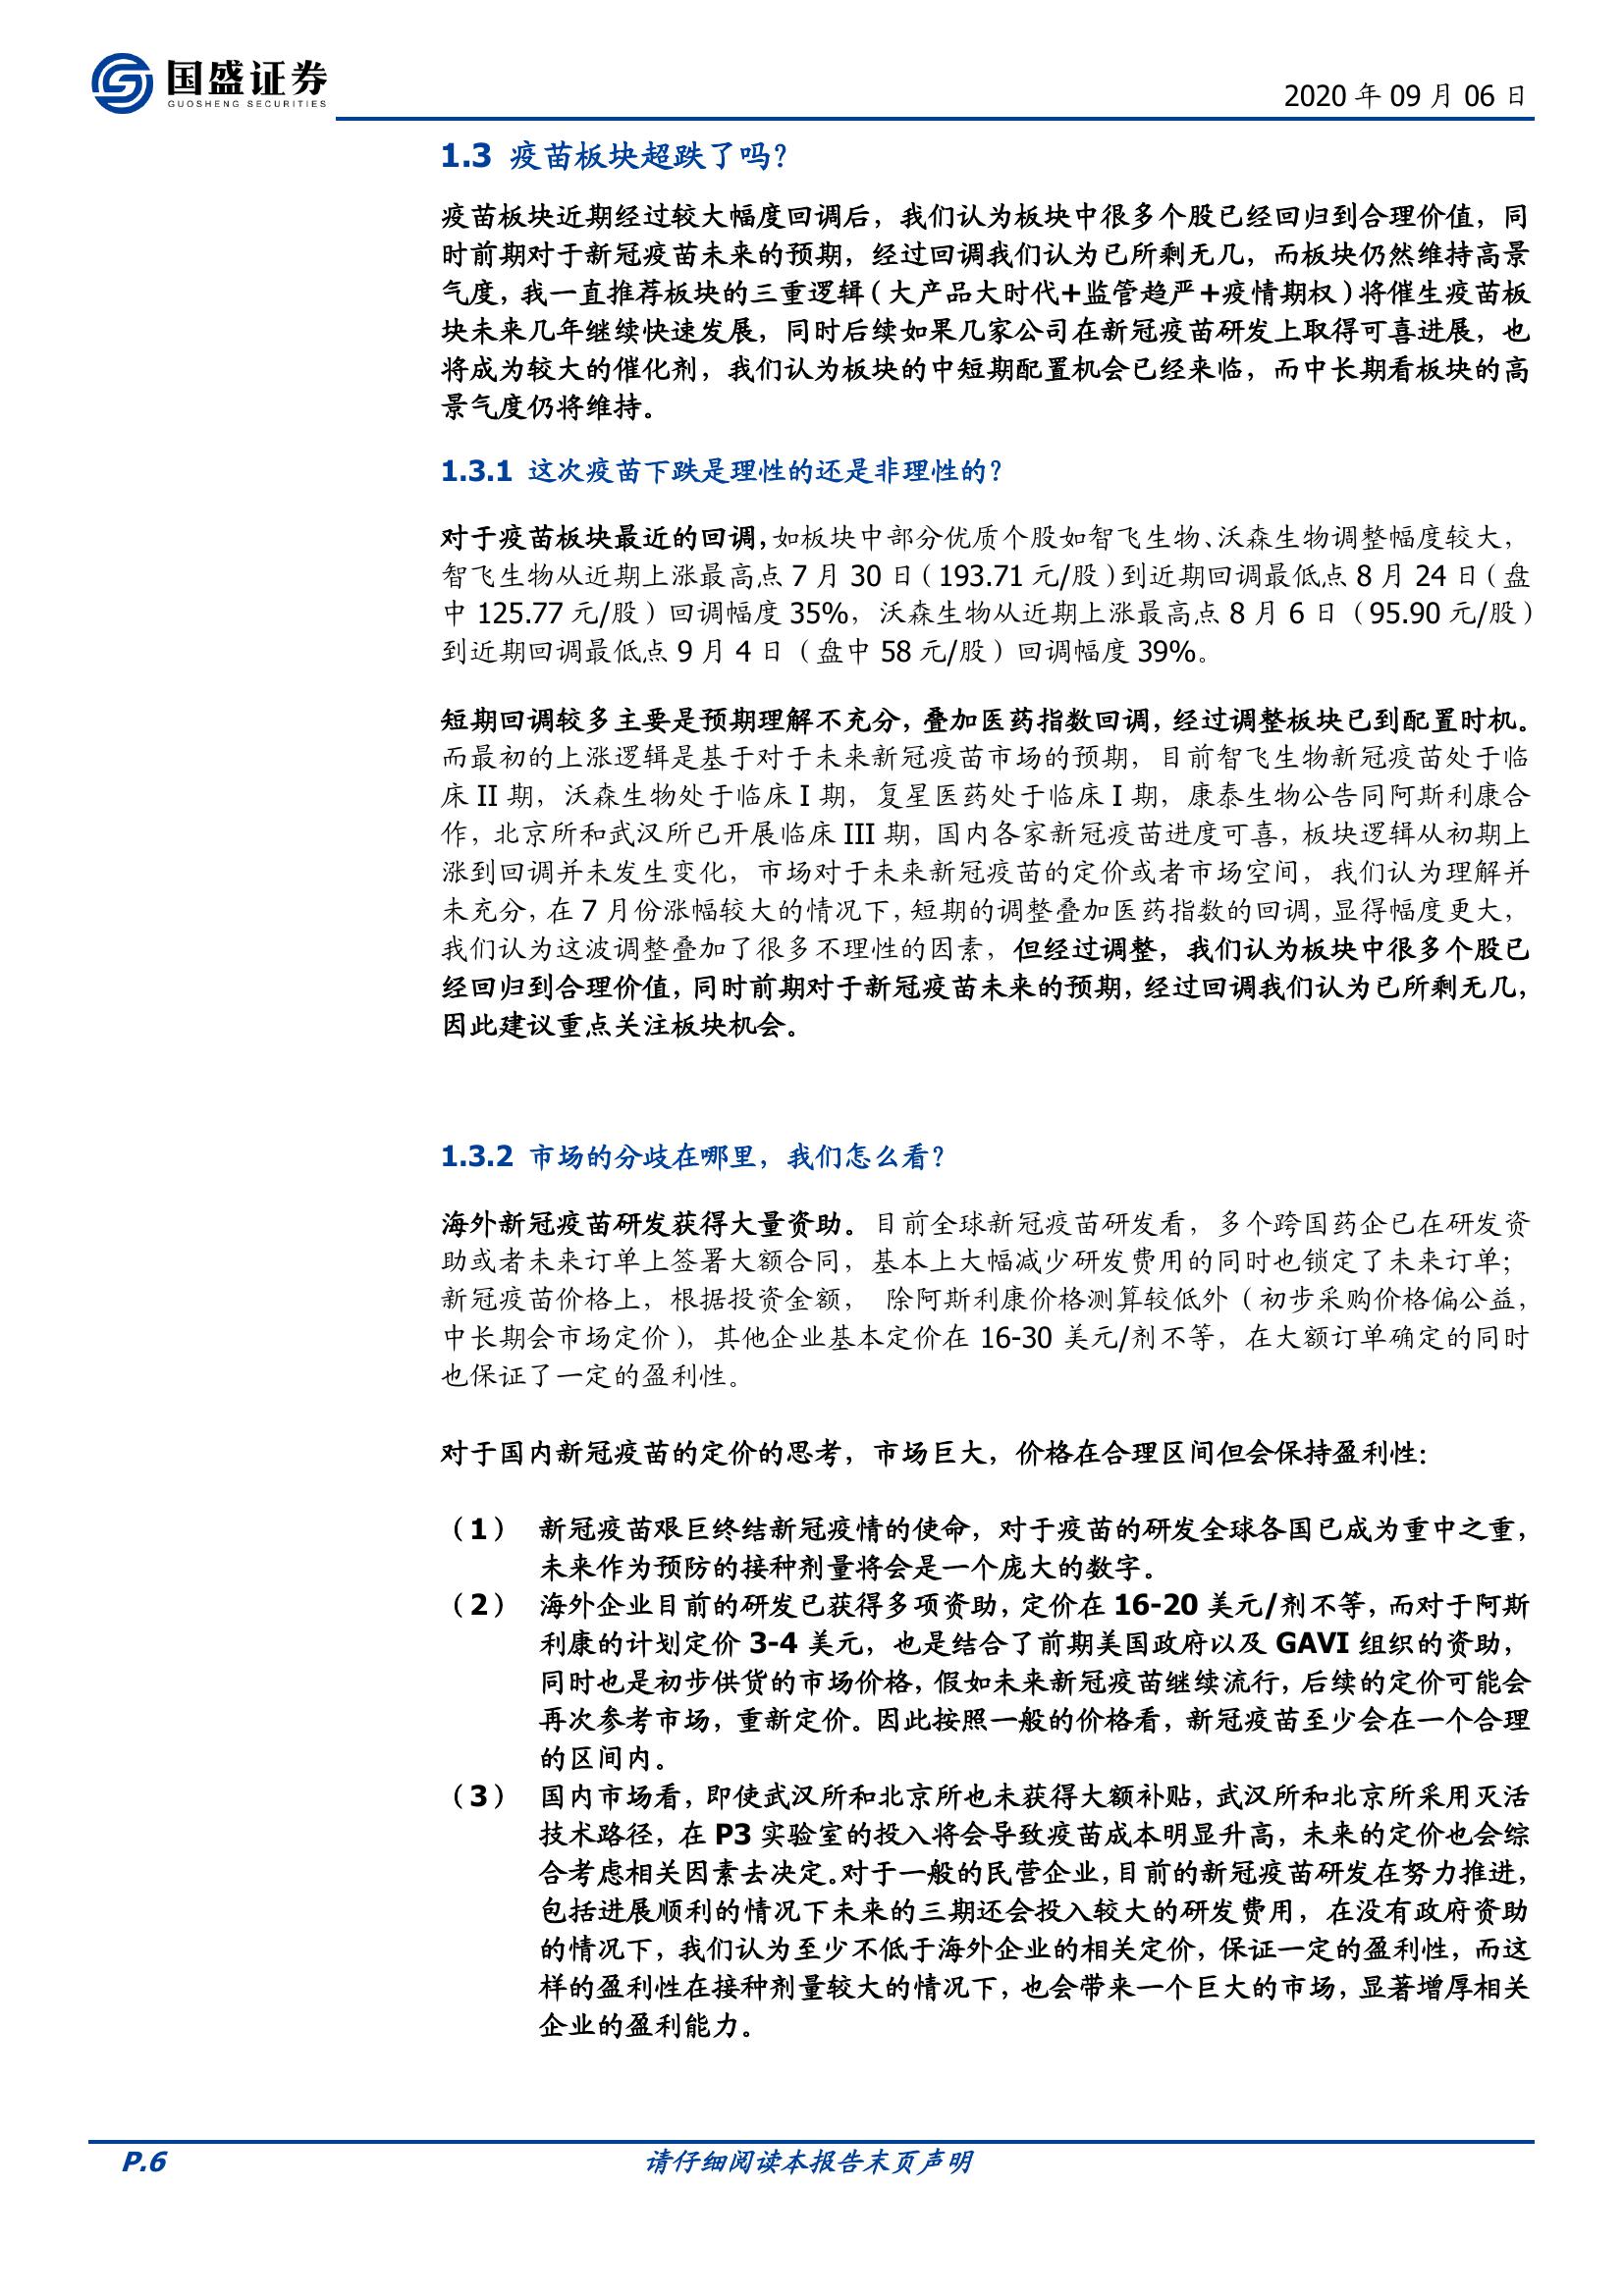 国盛证券
GUOSHENG SECURITIES
2020 年 09 月 06 日
1.3 疫苗板块超跌了吗？
疫苗板块近期经过较大幅度回调后，我们认为板块中很多个股已经回归到合理价值，同
时前期对于新冠疫苗未来的预期，经过回调我们认为已所剩无几，而板块仍然维持高景
气度，我一直推荐板块的三重逻辑（大产品大时代+监管趋严+疫情期权）将催生疫苗板
块未来几年继续快速发展，同时后续如果几家公司在新冠疫苗研发上取得可喜进展，也
将成为较大的催化剂，我们认为板块的中短期配置机会已经来临，而中长期看板块的高
景气度仍将维持。
1.3.1 这次疫苗下跌是理性的还是非理性的？
对于疫苗板块最近的回调，如板块中部分优质个股如智飞生物、沃森生物调整幅度较大，
智飞生物从近期上涨最高点 7 月 30 日（193.71 元/股）到近期回调最低点 8 月 24 日（盘
中 125.77 元/股）回调幅度 35%，沃森生物从近期上涨最高点 8 月 6 日（95.90 元/股）
到近期回调最低点 9 月 4 日（盘中 58 元/股）回调幅度 39%。
短期回调较多主要是预期理解不充分，叠加医药指数回调，经过调整板块已到配置时机。
而最初的上涨逻辑是基于对于未来新冠疫苗市场的预期，目前智飞生物新冠疫苗处于临
床 II 期，沃森生物处于临床 I 期，复星医药处于临床 I 期，康泰生物公告同阿斯利康合
作，北京所和武汉所已开展临床 III 期，国内各家新冠疫苗进度可喜，板块逻辑从初期上
涨到回调并未发生变化，市场对于未来新冠疫苗的定价或者市场空间，我们认为理解并
未充分，在 7 月份涨幅较大的情况下，短期的调整叠加医药指数的回调，显得幅度更大，
我们认为这波调整叠加了很多不理性的因素，但经过调整，我们认为板块中很多个股已
经回归到合理价值，同时前期对于新冠疫苗未来的预期，经过回调我们认为已所剩无几，
因此建议重点关注板块机会。
1.3.2 市场的分歧在哪里，我们怎么看？
海外新冠疫苗研发获得大量资助。目前全球新冠疫苗研发看，多个跨国药企已在研发资
助或者未来订单上签署大额合同，基本上大幅减少研发费用的同时也锁定了未来订单；
新冠疫苗价格上，根据投资金额， 除阿斯利康价格测算较低外（初步采购价格偏公益，
中长期会市场定价），其他企业基本定价在 16-30 美元/剂不等，在大额订单确定的同时
也保证了一定的盈利性。
对于国内新冠疫苗的定价的思考，市场巨大，价格在合理区间但会保持盈利性：
（1） 新冠疫苗艰巨终结新冠疫情的使命，对于疫苗的研发全球各国已成为重中之重，
未来作为预防的接种剂量将会是一个庞大的数字。
（2） 海外企业目前的研发已获得多项资助，定价在 16-20 美元/剂不等，而对于阿斯
利康的计划定价 3-4 美元，也是结合了前期美国政府以及 GAVI 组织的资助，
同时也是初步供货的市场价格，假如未来新冠疫苗继续流行，后续的定价可能会
再次参考市场，重新定价。因此按照一般的价格看，新冠疫苗至少会在一个合理
的区间内。
（3） 国内市场看，即使武汉所和北京所也未获得大额补贴，武汉所和北京所采用灭活
技术路径，在 P3 实验室的投入将会导致疫苗成本明显升高，未来的定价也会综
合考虑相关因素去决定。对于一般的民营企业，目前的新冠疫苗研发在努力推进，
包括进展顺利的情况下未来的三期还会投入较大的研发费用，在没有政府资助
的情况下，我们认为至少不低于海外企业的相关定价，保证一定的盈利性，而这
样的盈利性在接种剂量较大的情况下，也会带来一个巨大的市场，显著增厚相关
企业的盈利能力。
P.6
请仔细阅读本报告末页声明